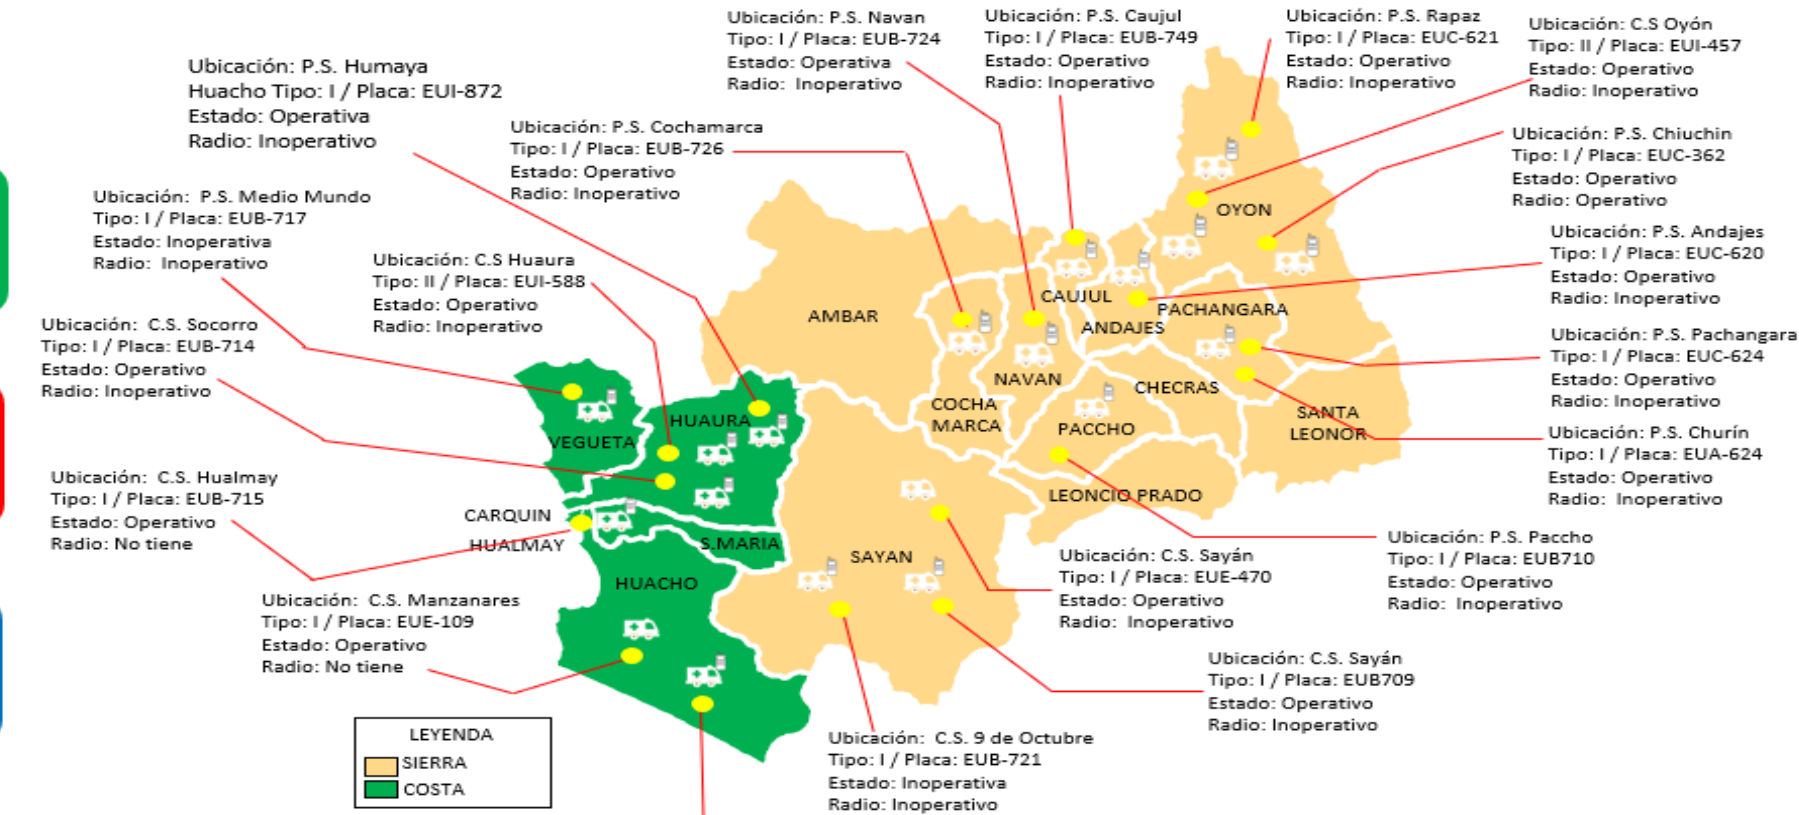 Ubicación: P.S. Humaya
Huacho Tipo: I / Placa: EUI-872
Estado: Operativa
Radio: Inoperativo
Ubicación: P.S. Navan
Tipo: I / Placa: EUB-724
Estado: Operativa
Radio: Inoperativo
Ubicación: P.S. Caujul
Tipo: I / Placa: EUB-749
Estado: Operativo
Radio: Inoperativo
Ubicación: P.S. Rapaz
Tipo: I / Placa: EUC-621
Estado: Operativo
Radio: Inoperativo
Ubicación: C.S Oyón
Tipo: II / Placa: EUI-457
Estado: Operativo
Radio: Inoperativo
Ubicación: P.S. Cochamarca
Tipo: I / Placa: EUB-726
Estado: Operativo
Radio: Inoperativo
Ubicación: P.S. Chiuchin
Tipo: I / Placa: EUC-362
Estado: Operativo
Radio: Operativo
Ubicación: P.S. Medio Mundo
Tipo: I / Placa: EUB-717
Estado: Inoperativa
Radio: Inoperativo
Ubicación: C.S Huaura
Tipo: II / Placa: EUI-588
Estado: Operativo
Radio: Inoperativo
Ubicación: P.S. Andajes
Tipo: I / Placa: EUC-620
Estado: Operativo
Radio: Inoperativo
Ubicación: C.S. Socorro
Tipo: I / Placa: EUB-714
Estado: Operativo
Radio: Inoperativo
Ubicación: P.S. Pachangara
Tipo: I / Placa: EUC-624
Estado: Operativo
Radio: Inoperativo
Ubicación: P.S. Churín
Tipo: I / Placa: EUA-624
Estado: Operativo
Radio: Inoperativo
Ubicación: C.S. Hualmay
Tipo: I / Placa: EUB-715
Estado: Operativo
Radio: No tiene
Ubicación: P.S. Paccho
Tipo: I / Placa: EUB710
Estado: Operativo
Radio: Inoperativo
Ubicación: C.S. Sayán
Tipo: I / Placa: EUE-470
Estado: Operativo
Radio: Inoperativo
Ubicación: C.S. Manzanares
Tipo: I / Placa: EUE-109
Estado: Operativo
Radio: No tiene
Ubicación: C.S. Sayán
Tipo: I / Placa: EUB709
Estado: Operativo
Radio: Inoperativo
Ubicación: C.S. 9 de Octubre
Tipo: I / Placa: EUB-721
Estado: Inoperativa
Radio: Inoperativo
OYON
CAUJUL
PACHANGARA
ANDAJES
AMBAR
NAVAN
CHECRAS
COCHA
MARCA
SANTA
LEONOR
PACCHO
HUAURA
VEGUETA
LEONCIO PRADO
CARQUIN
HUALMAY
S.MARIA
SAYAN
HUACHO
LEYENDA
SIERRA
COSTA